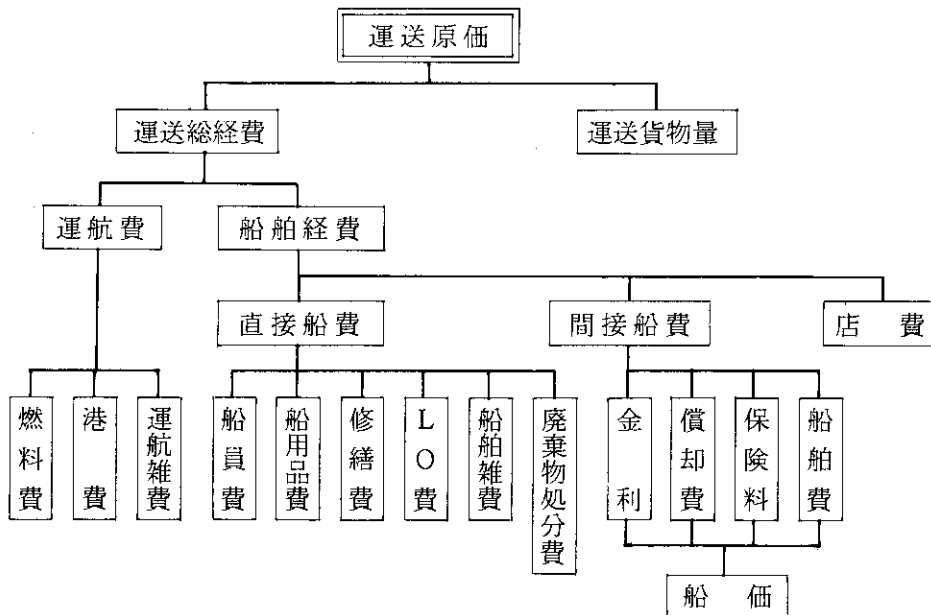 運送原価
運送総経費
運送貨物量
運航費
船舶経費
直接船費
間接船費
店費
燃料費
港費
運航雑費
船員費
船用品費
修繕費
LO費
船舶雑費
廃棄物処分費
金利
償却費
保険料
船舶費
船価